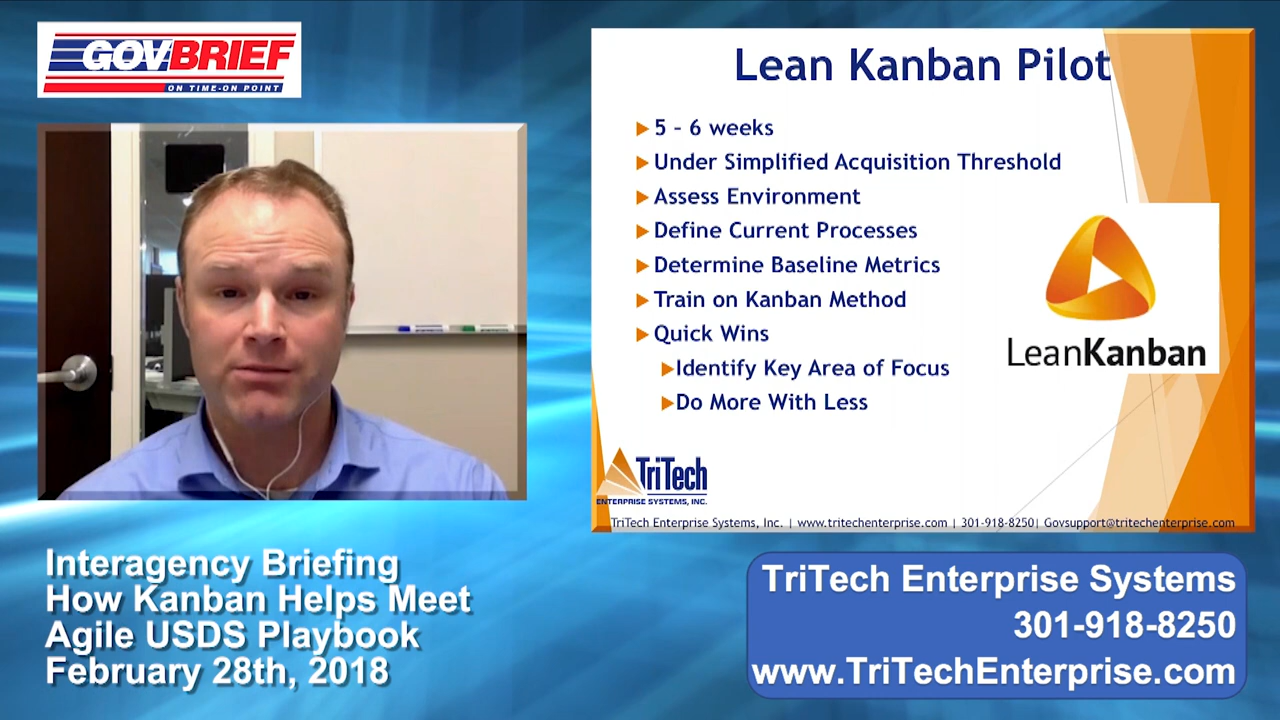 GOVBRIEF
ON TIME-ON POINT
Lean Kanban Pilot
5 – 6 weeks
Under Simplified Acquisition Threshold
Assess Environment
Define Current Processes
Determine Baseline Metrics
Train on Kanban Method
Quick Wins
Identify Key Area of Focus
Do More With Less
LeanKanban
TriTech
ENTERPRISE SYSTEMS, INC.
TriTech Enterprise Systems, Inc. | www.tritechenterprise.com | 301-918-8250| Govsupport@tritechenterprise.com
Interagency Briefing
How Kanban Helps Meet
Agile USDS Playbook
February 28th, 2018
TriTech Enterprise Systems
301-918-8250
www.TriTechEnterprise.com